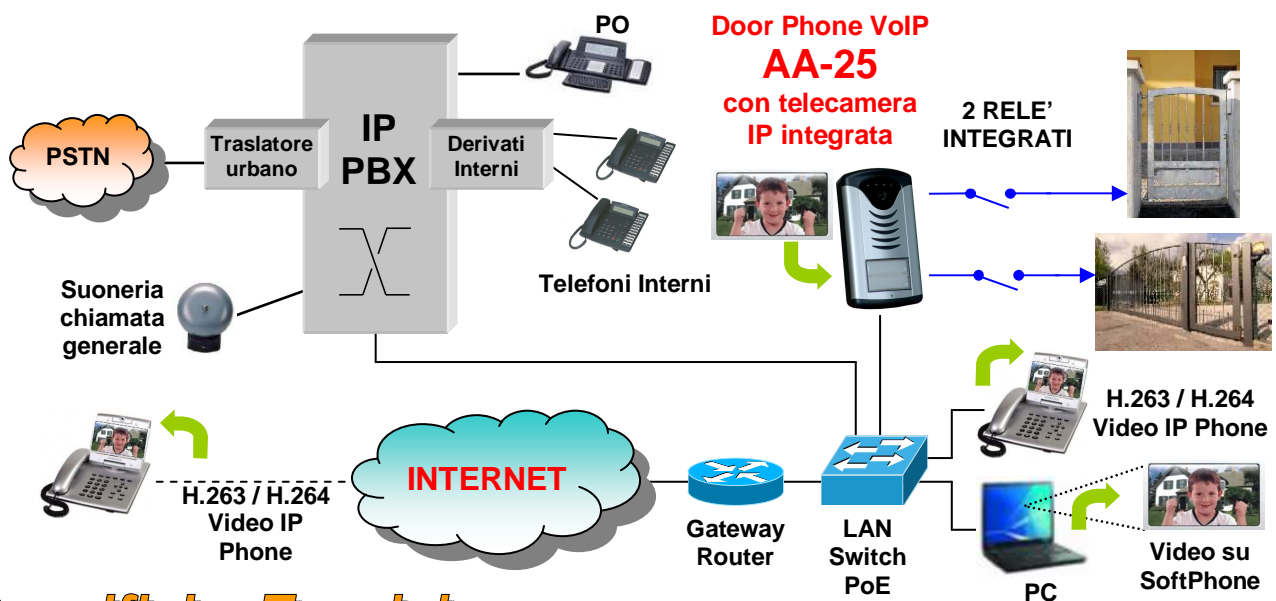 PO
Door Phone VoIP
AA-25
con telecamera
IP integrata
2 RELE'
INTEGRATI
PSTN
Traslatore
urbano
IP
PBX
Derivati
Interni
Telefoni Interni
Suoneria
chiamata
generale
H.263 / H.264
Video IP Phone
INTERNET
H.263 / H.264
Video IP
Phone
Gateway
Router
LAN
Switch
PoE
PC
Video su
SoftPhone